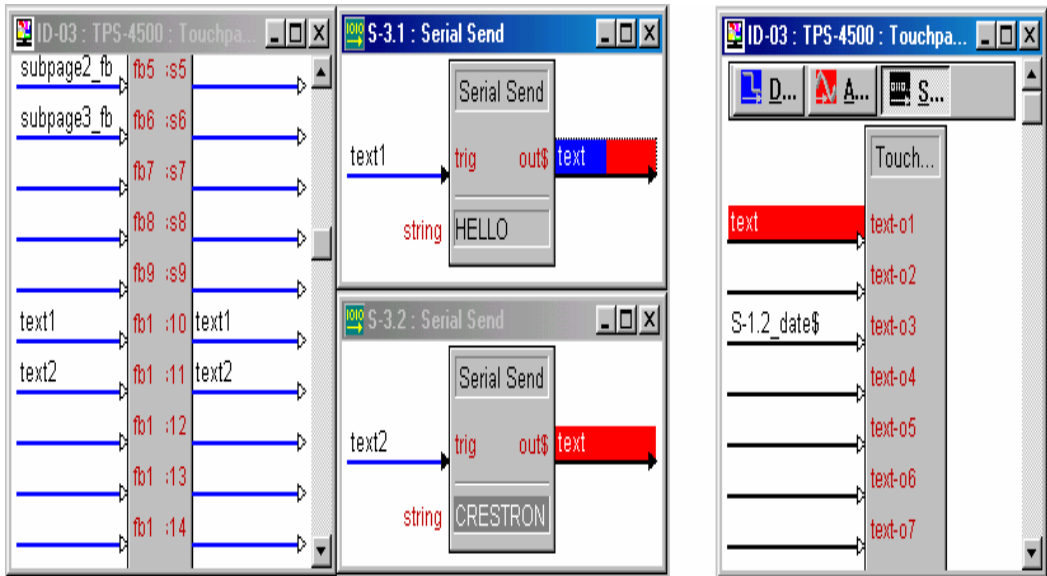 ID-03 : TPS-4500 : Touchpa...
subpage2_fb fb5 :s5
subpage3_fb fb6 :s6
fb7 :s7
fb8 :s8
fb9 :s9
text1 fb1 :10 text1
text2 fb1 :11 text2
fb1 :12
fb1 :13
fb1 :14
S-3.1 : Serial Send
Serial Send
text1 trig out$ text
string HELLO
S-3.2 : Serial Send
Serial Send
text2 trig out$ text
string CRESTRON
ID-03 : TPS-4500 : Touchpa...
D... A... S...
Touch...
text text-o1
text-o2
S-1.2_date$ text-o3
text-o4
text-o5
text-o6
text-o7